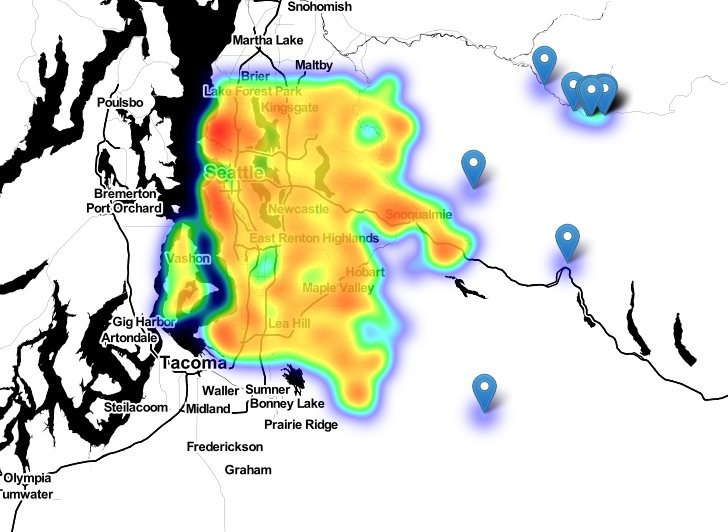 Snohomish
Martha Lake
Maltby
Brier
Lake Forest Park
Kingsgate
Poulsbo
Seattle
Bremerton
Port Orchard
Newcastle
Snoqualmie
East Renton Highlands
Vashon
Hobart
Maple Valley
Gig Harbor
Lea Hill
Artondale
Tacoma
Waller
Sumner
Bonney Lake
Steilacoom
Midland
Prairie Ridge
Frederickson
Graham
Olympia
Tumwater